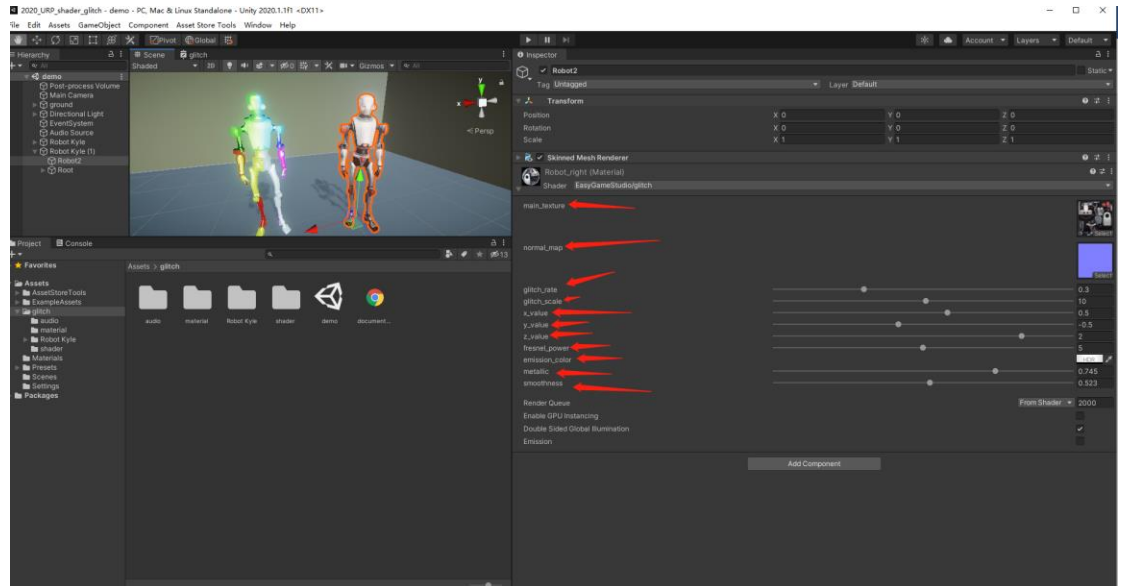 2020_URP_shader_glitch - demo - PC, Mac & Linux Standalone - Unity 2020.1.1f1 <DX11>
File Edit Assets GameObject Component Asset Store Tools Window Help
Pivot Global Account Layers Default
Hierarchy Scene glitch Inspector
Shaded 2D Gizmos All
All
demo
Post-process Volume
Main Camera
ground
Directional Light
EventSystem
Audio Source
Robot Kyle
Robot Kyle (1)
Robot2
Root
y
x
Persp
Robot2 Static
Tag Untagged Layer Default
Transform
Position X 0 Y 0 Z 0
Rotation X 0 Y 0 Z 0
Scale X 1 Y 1 Z 1
Skinned Mesh Renderer
Robot_right (Material)
Shader EasyGameStudio/glitch
main_texture
Select
normal_map
Select
glitch_rate 0.3
glitch_scale 10
x_value 0.5
y_value -0.5
z_value 2
fresnel_power 5
emission_color HDR
metallic 0.745
smoothness 0.523
Render Queue From Shader 2000
Enable GPU Instancing
Double Sided Global Illumination
Emission
Add Component
Project Console
13
Favorites
Assets
AssetStoreTools
ExampleAssets
glitch
audio
material
Robot Kyle
shader
Materials
Presets
Scenes
Settings
Packages
Assets > glitch
audio material Robot Kyle shader demo document...